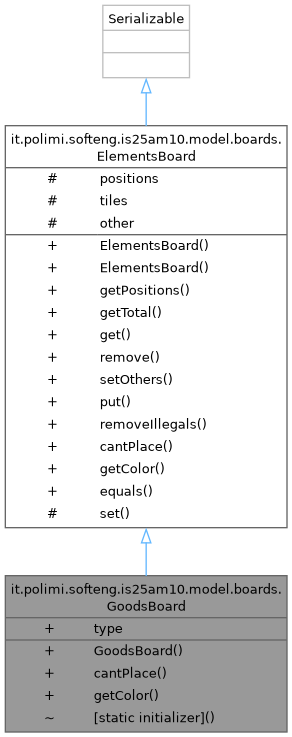 Serializable
it.polimi.softeng.is25am10.model.boards.
ElementsBoard
# positions
# tiles
# other
+ ElementsBoard()
+ ElementsBoard()
+ getPositions()
+ getTotal()
+ get()
+ remove()
+ setOthers()
+ put()
+ removeIllegals()
+ cantPlace()
+ getColor()
+ equals()
# set()
it.polimi.softeng.is25am10.model.boards.
GoodsBoard
+ type
+ GoodsBoard()
+ cantPlace()
+ getColor()
~ [static initializer]()